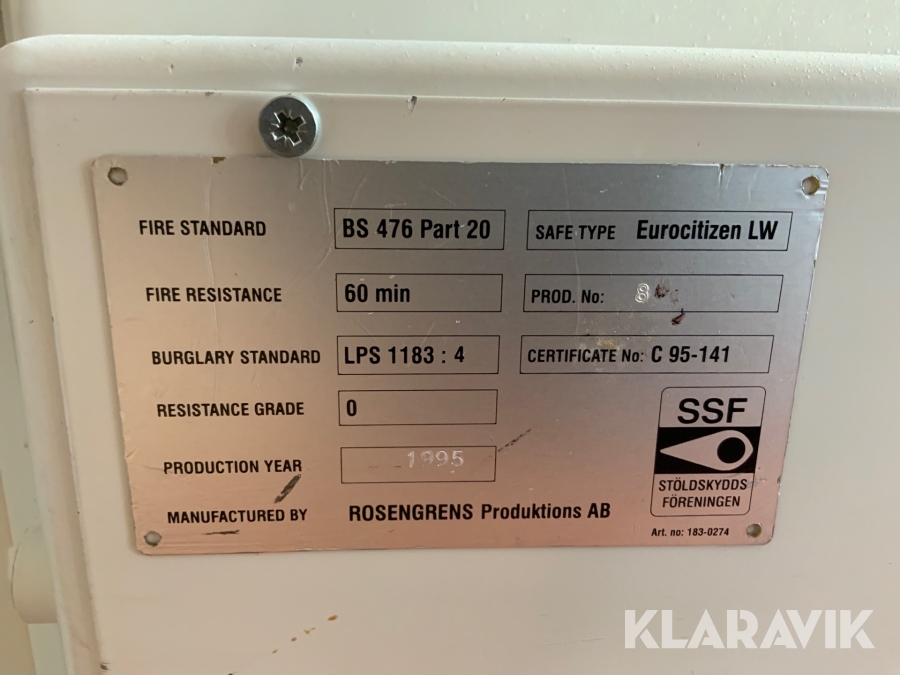 KLARAVIK
FIRE STANDARD BS 476 Part 20 SAFE TYPE Eurocitizen LW
FIRE RESISTANCE 60 min PROD. No: 8
BURGLARY STANDARD LPS 1183 : 4 CERTIFICATE No: C 95-141
RESISTANCE GRADE 0
PRODUCTION YEAR 1995
MANUFACTURED BY ROSENGRENS Produktions AB
SSF
STÖLDSKYDDS
FÖRENINGEN
Art. no: 183-0274
KLARAVIK